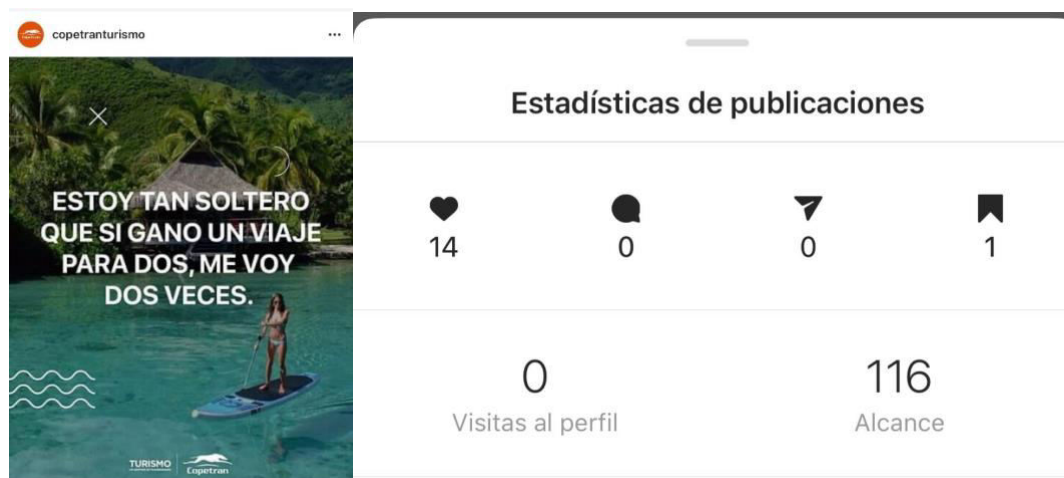 copetranturismo
ESTOY TAN SOLTERO
QUE SI GANO UN VIAJE
PARA DOS, ME VOY
DOS VECES.
TURISMO
Copetran
Estadísticas de publicaciones
14
0
0
1
0
116
Visitas al perfil
Alcance